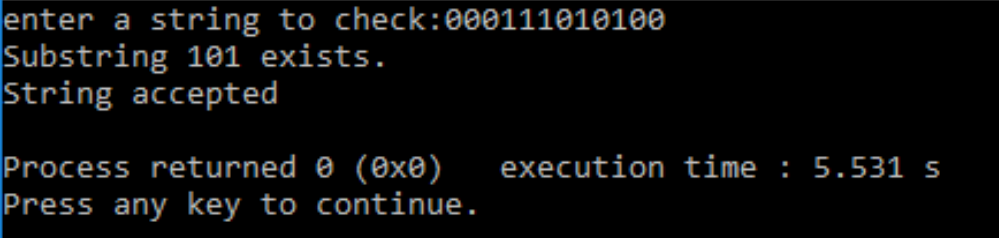 enter a string to check:000111010100
Substring 101 exists.
String accepted
Process returned 0 (0x0)   execution time : 5.531 s
Press any key to continue.